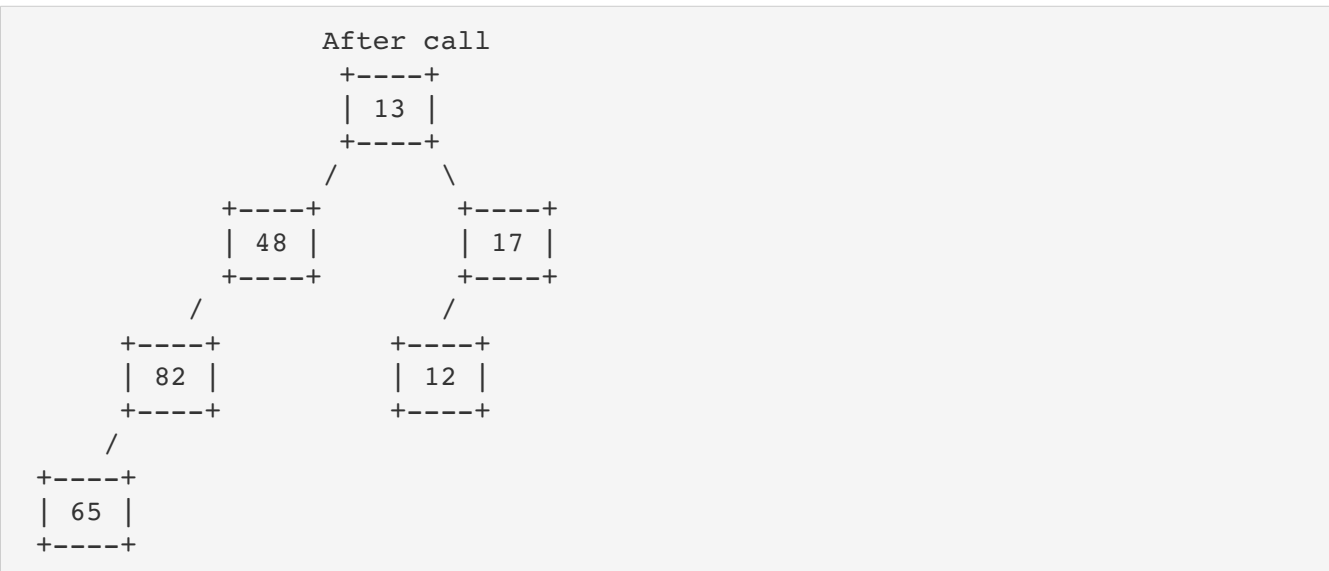 After call
                  +----+
                  | 13 |
                  +----+
                 /      \
           +----+        +----+
           | 48 |        | 17 |
           +----+        +----+
         /              /
     +----+          +----+
     | 82 |          | 12 |
     +----+          +----+
    /
+----+
| 65 |
+----+